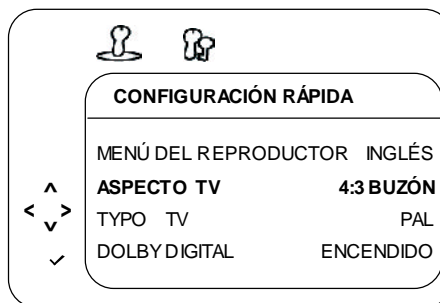 CONFIGURACIÓN RÁPIDA
MENÚ DEL REPRODUCTOR INGLÉS
ASPECTO TV 4:3 BUZÓN
TYPO TV PAL
DOLBY DIGITAL ENCENDIDO